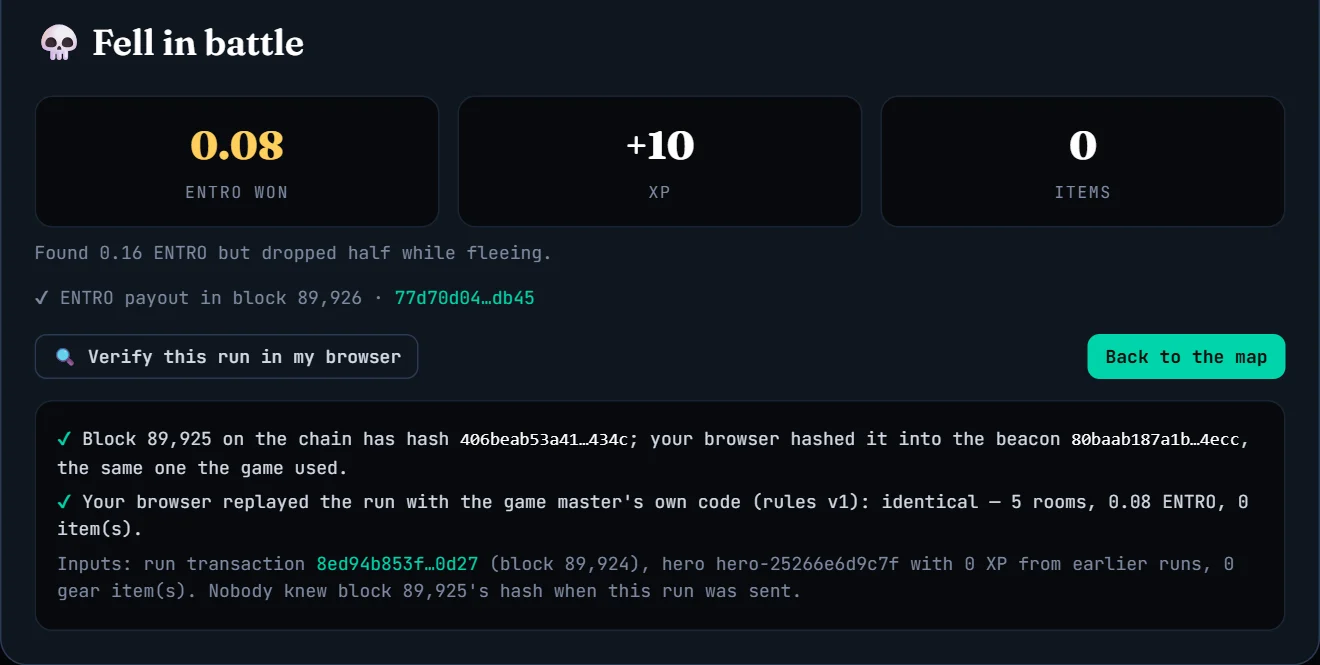 Fell in battle
0.08
ENTRO WON
+10
XP
0
ITEMS
Found 0.16 ENTRO but dropped half while fleeing.
✓ ENTRO payout in block 89,926 · 77d70d04…db45
Verify this run in my browser
Back to the map
✓ Block 89,925 on the chain has hash 406beab53a41…434c; your browser hashed it into the beacon 80baab187a1b…4ecc,
the same one the game used.
✓ Your browser replayed the run with the game master's own code (rules v1): identical — 5 rooms, 0.08 ENTRO, 0
item(s).
Inputs: run transaction 8ed94b853f…0d27 (block 89,924), hero hero-25266e6d9c7f with 0 XP from earlier runs, 0
gear item(s). Nobody knew block 89,925's hash when this run was sent.